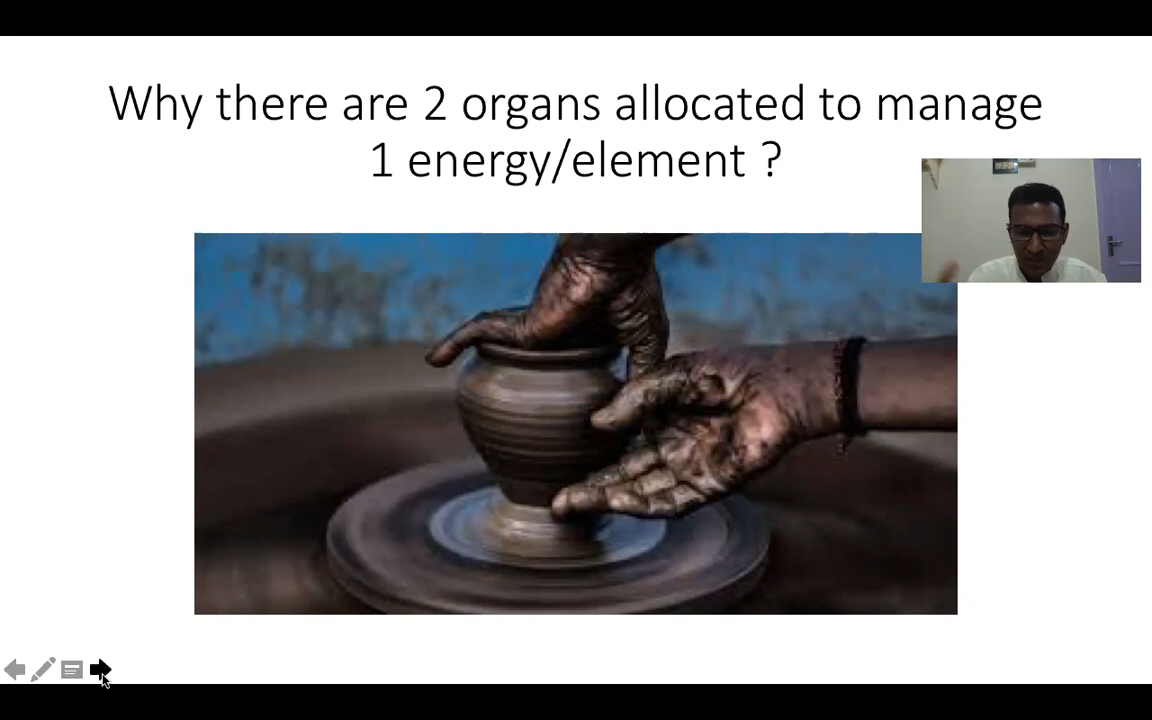 Why there are 2 organs allocated to manage
1 energy/element ?